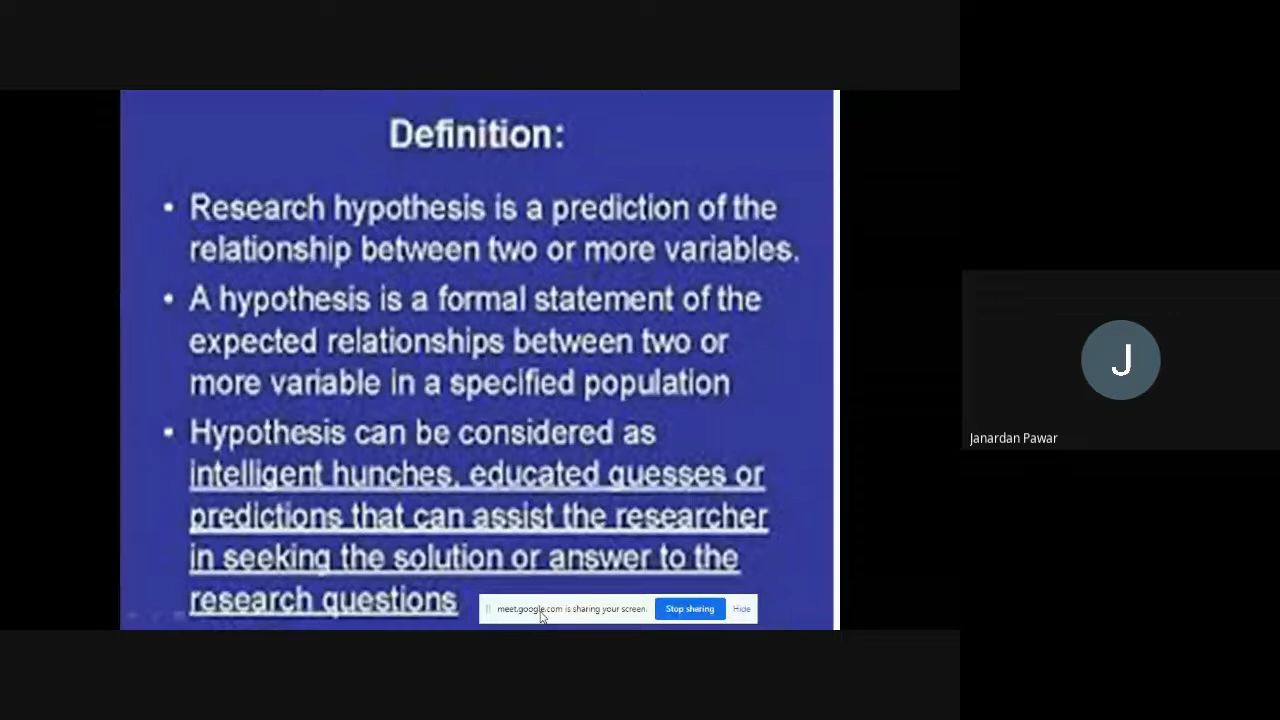 Definition:
• Research hypothesis is a prediction of the
relationship between two or more variables.
• A hypothesis is a formal statement of the
expected relationships between two or
more variable in a specified population
• Hypothesis can be considered as
intelligent hunches, educated guesses or
predictions that can assist the researcher
in seeking the solution or answer to the
research questions
meet.google.com is sharing your screen. Stop sharing Hide
J
Janardan Pawar